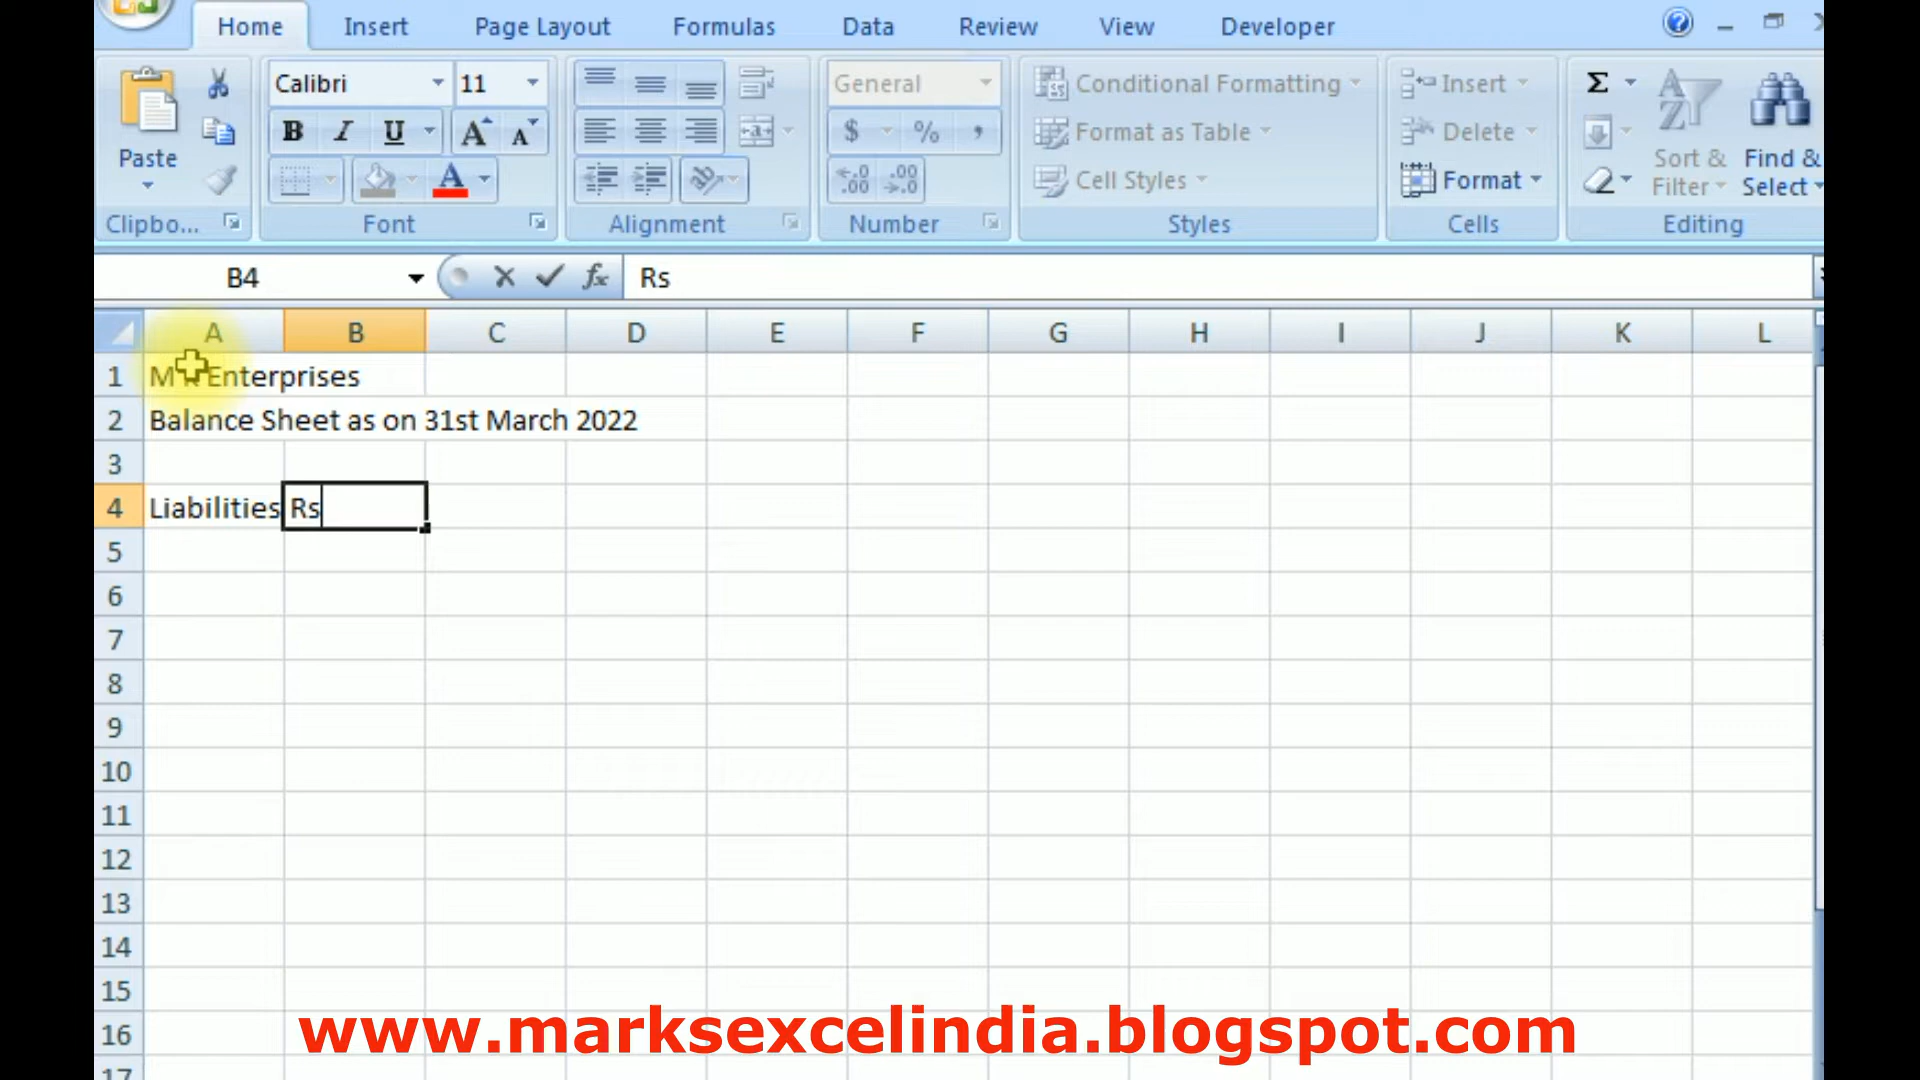 Home Insert Page Layout Formulas Data Review View Developer
Calibri 11 General Conditional Formatting Insert Σ
Paste B I U A A $ % , Format as Table Delete Sort & Filter Find & Select
A .00 .00 Cell Styles Format
Clipbo... Font Alignment Number Styles Cells Editing
B4 fx Rs
A B C D E F G H I J K L
1 Enterprises
2 Balance Sheet as on 31st March 2022
3
4 Liabilities Rs
5
6
7
8
9
10
11
12
13
14
15
16
17
www.marksexcelindia.blogspot.com